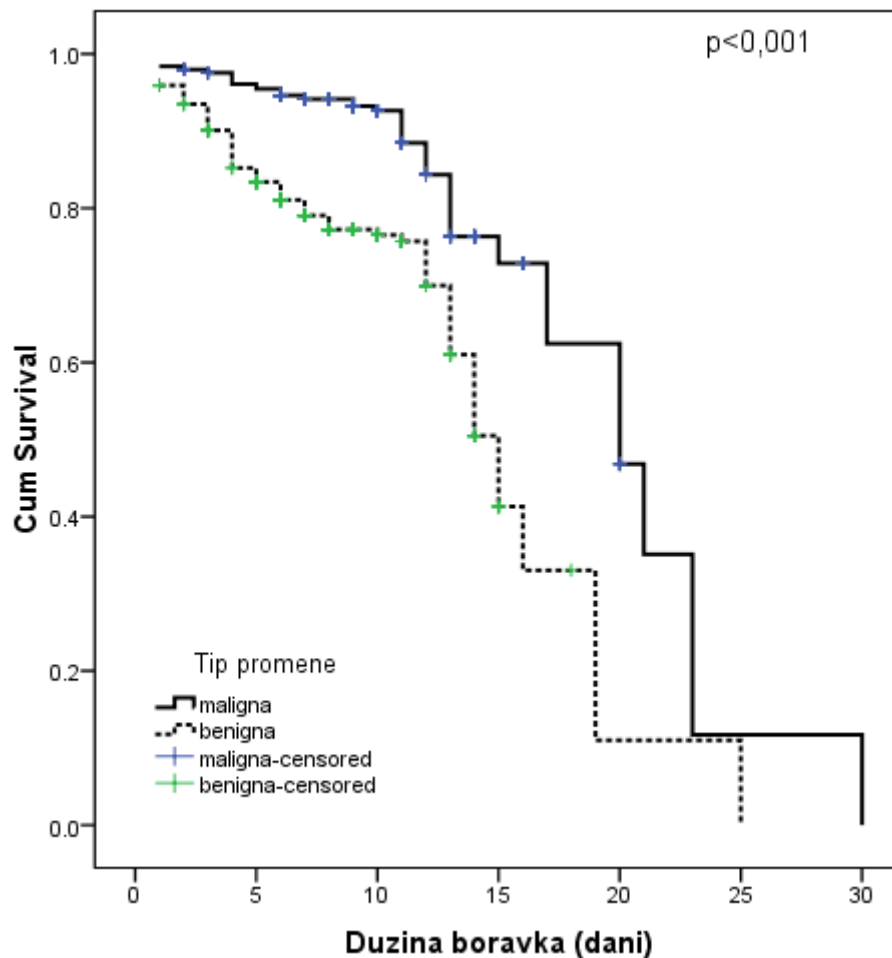 p<0,001
1.0
0.8
0.6
0.4
0.2
0.0
Cum Survival
Tip promene
maligna
benigna
maligna-censored
benigna-censored
0 5 10 15 20 25 30
Duzina boravka (dani)